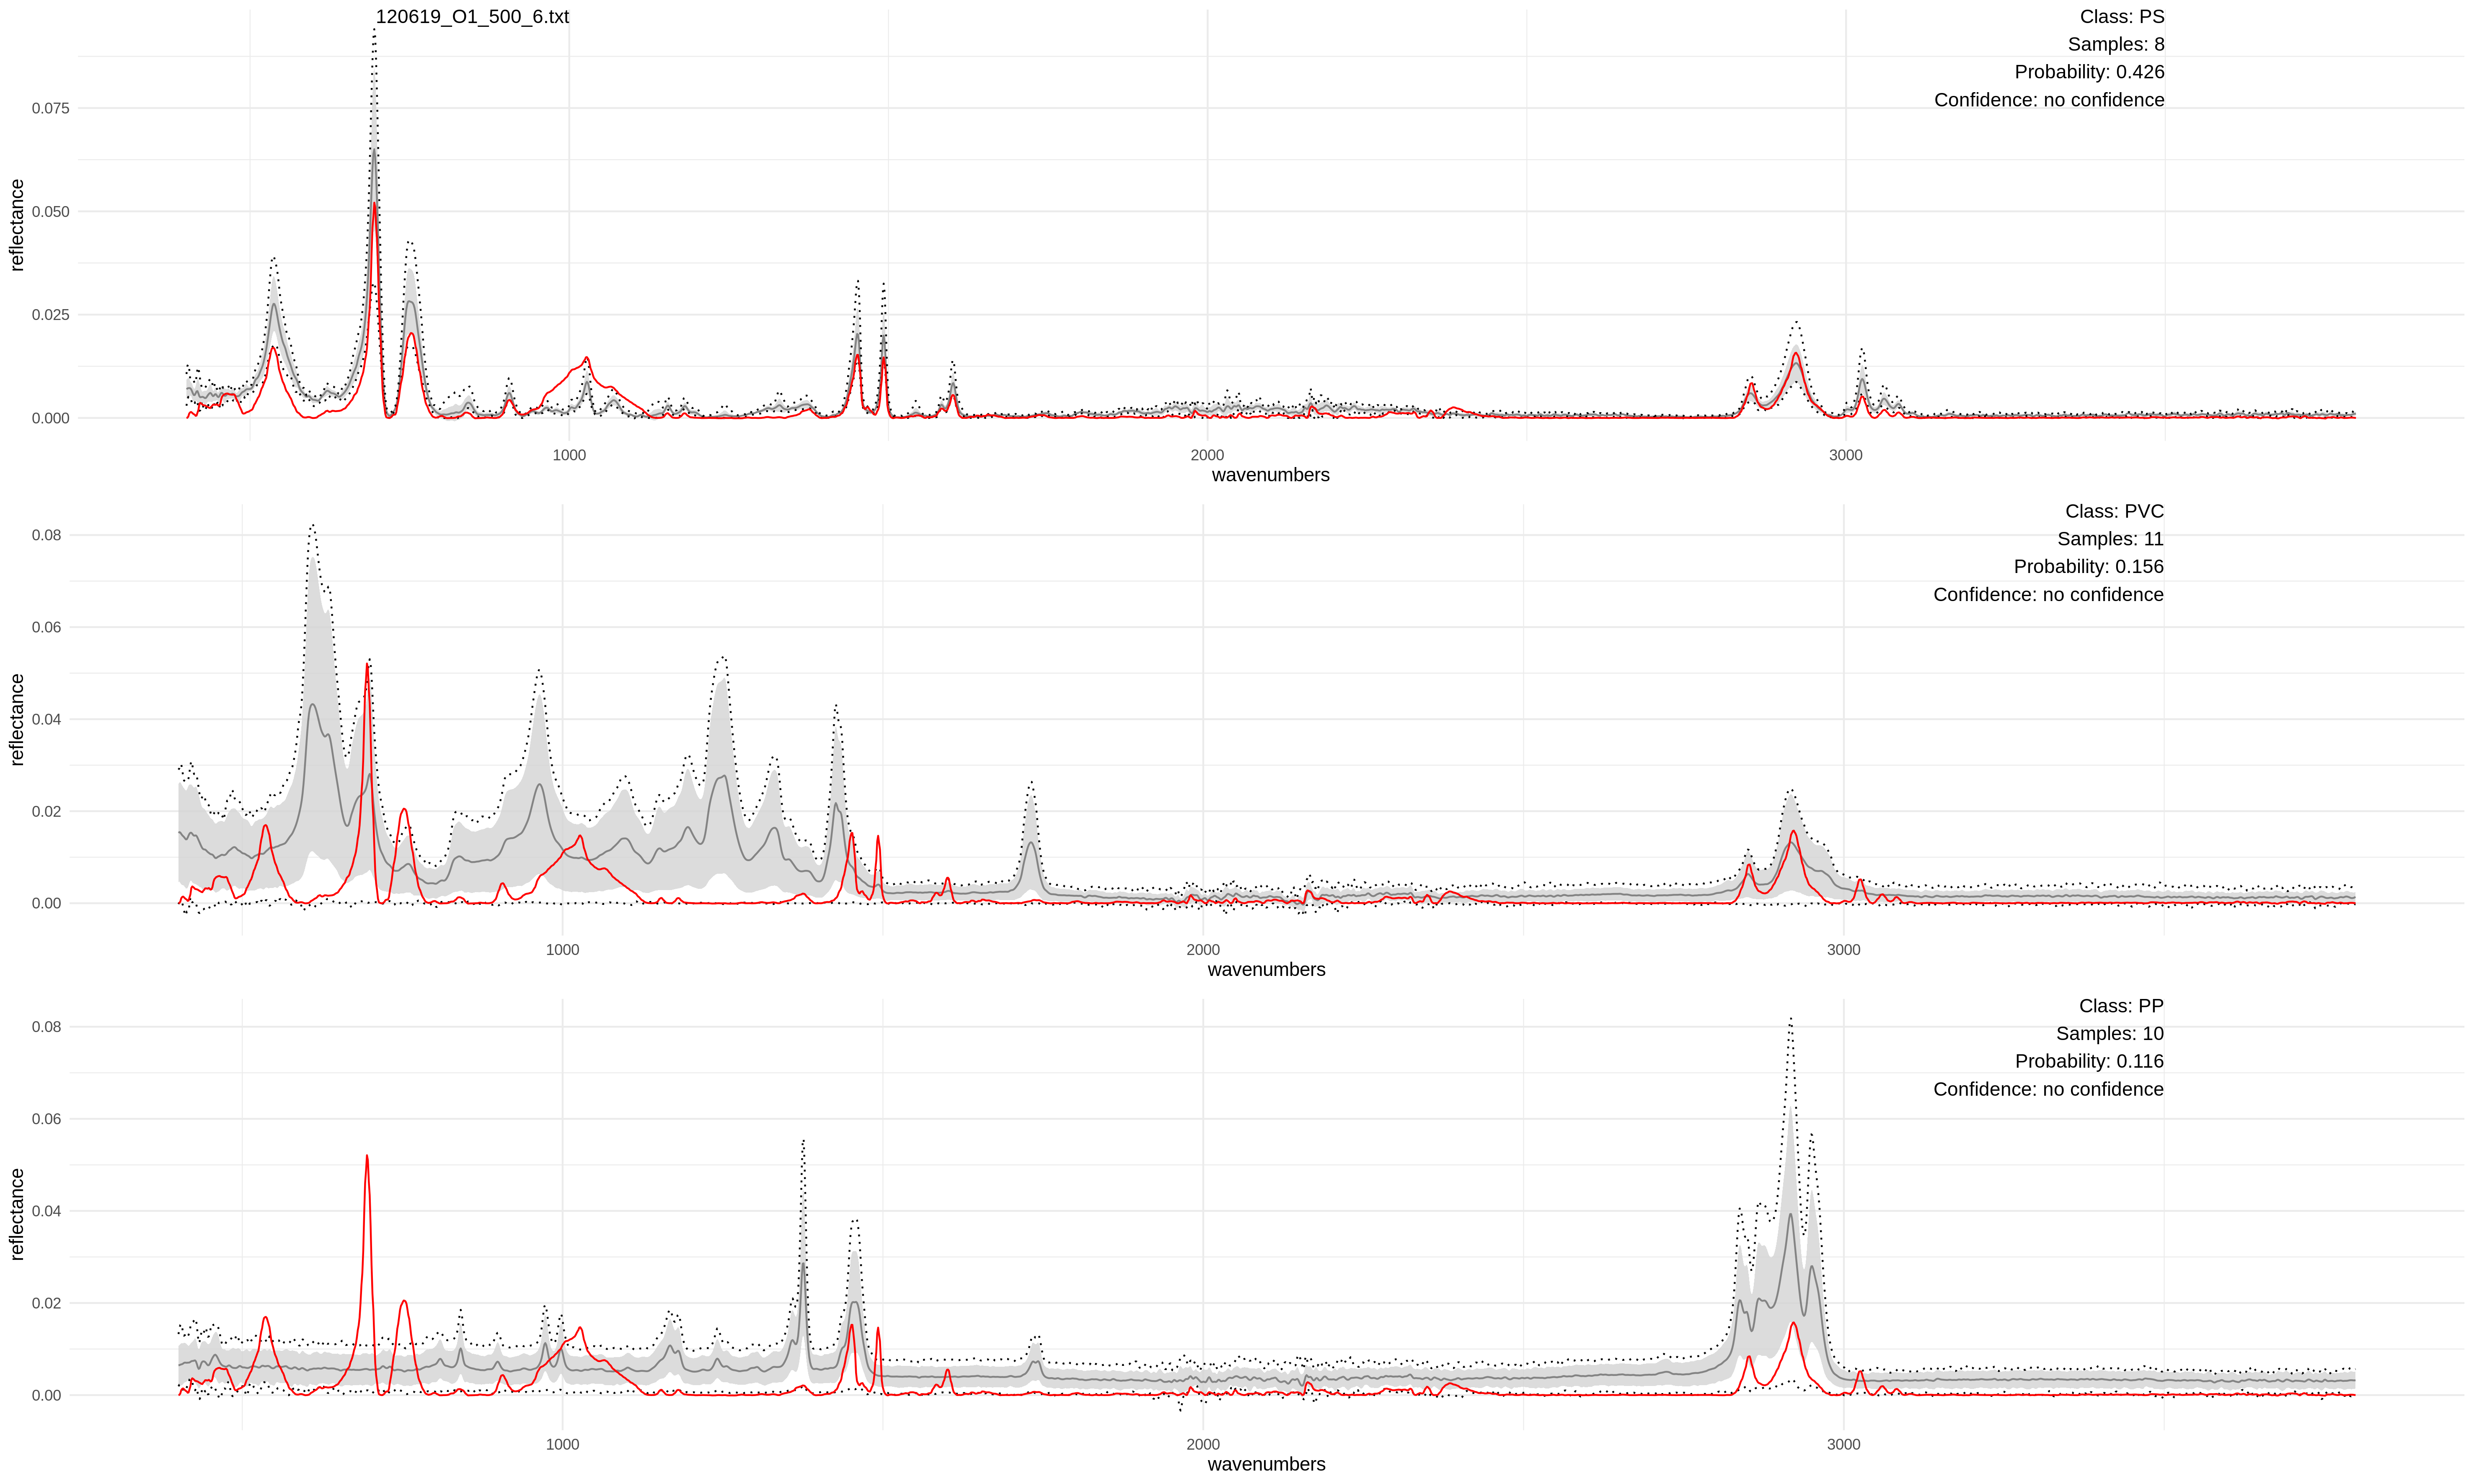 120619_O1_500_6.txt
Class: PS
Samples: 8
Probability: 0.426
Confidence: no confidence
0.075
0.050
0.025
0.000
reflectance
1000
2000
3000
wavenumbers
Class: PVC
Samples: 11
Probability: 0.156
Confidence: no confidence
0.08
0.06
0.04
0.02
0.00
reflectance
1000
2000
3000
wavenumbers
Class: PP
Samples: 10
Probability: 0.116
Confidence: no confidence
0.08
0.06
0.04
0.02
0.00
reflectance
1000
2000
3000
wavenumbers